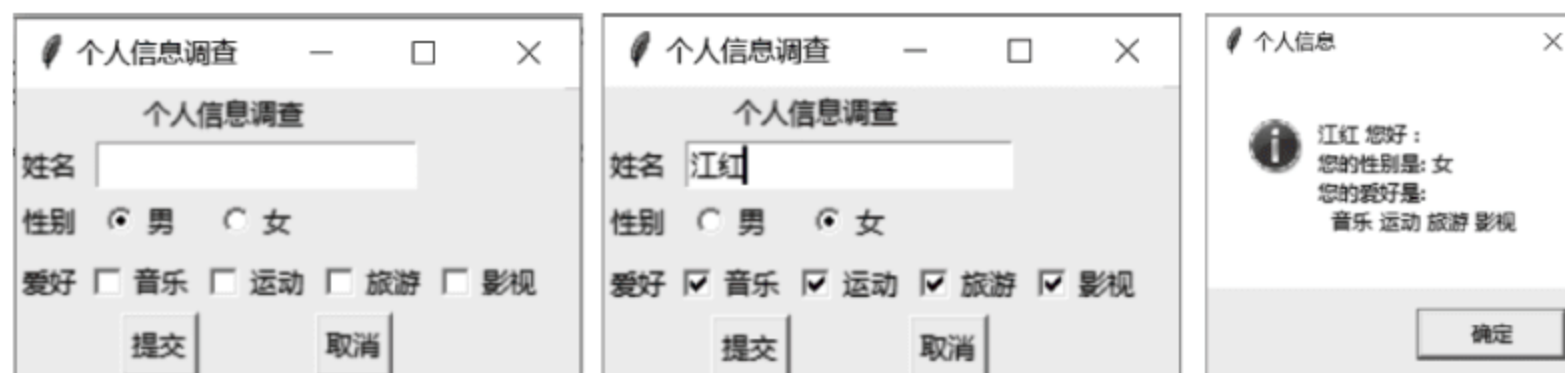 个人信息调查
个人信息调查
姓名
性别 男 女
爱好 音乐 运动 旅游 影视
提交 取消
个人信息调查
个人信息调查
姓名 江红
性别 男 女
爱好 音乐 运动 旅游 影视
提交 取消
个人信息
江红 您好：
您的性别是: 女
您的爱好是:
音乐 运动 旅游 影视
确定